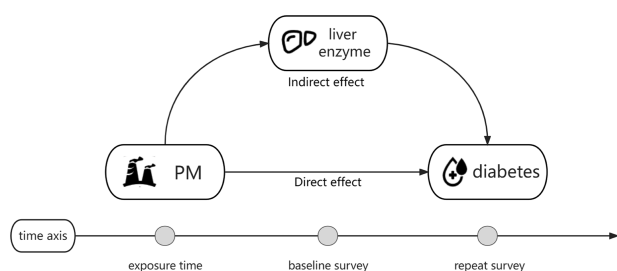 liver
enzyme
Indirect effect
PM
diabetes
Direct effect
time axis
exposure time
baseline survey
repeat survey